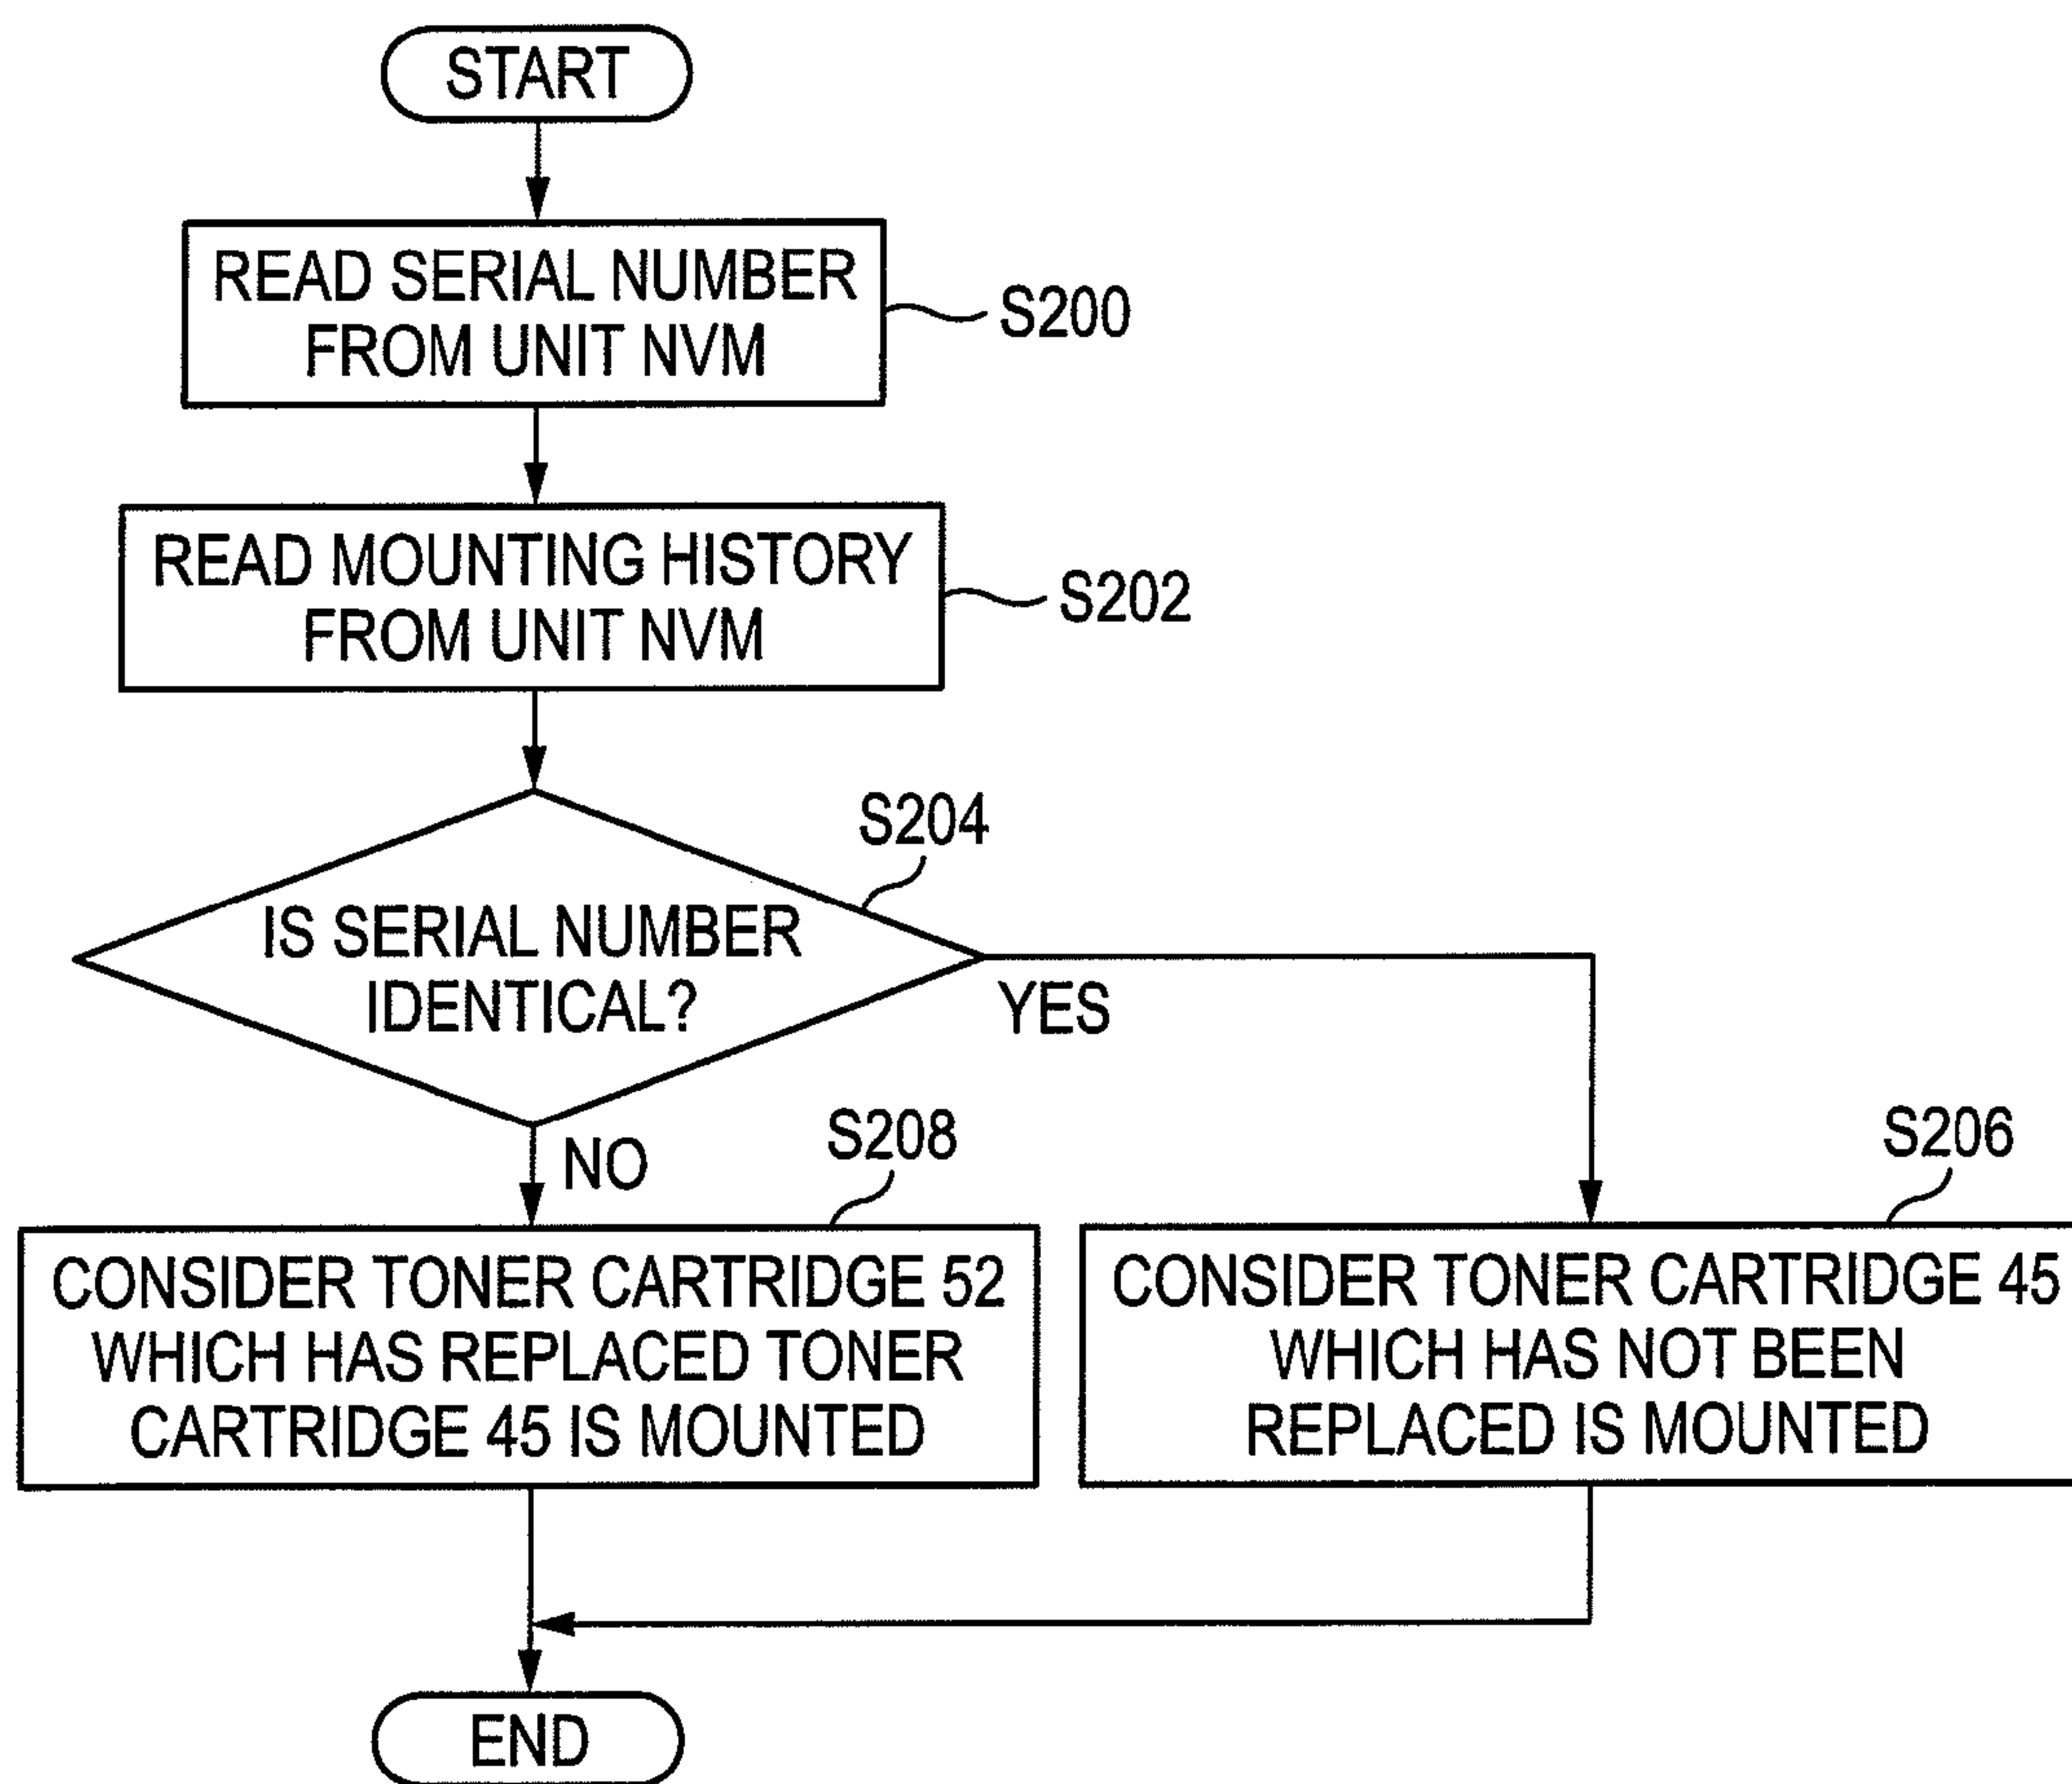 START
READ SERIAL NUMBER
FROM UNIT NVM
S200
READ MOUNTING HISTORY
FROM UNIT NVM
S202
S204
IS SERIAL NUMBER
IDENTICAL?
YES
NO
S208
S206
CONSIDER TONER CARTRIDGE 52
WHICH HAS REPLACED TONER
CARTRIDGE 45 IS MOUNTED
CONSIDER TONER CARTRIDGE 45
WHICH HAS NOT BEEN
REPLACED IS MOUNTED
END